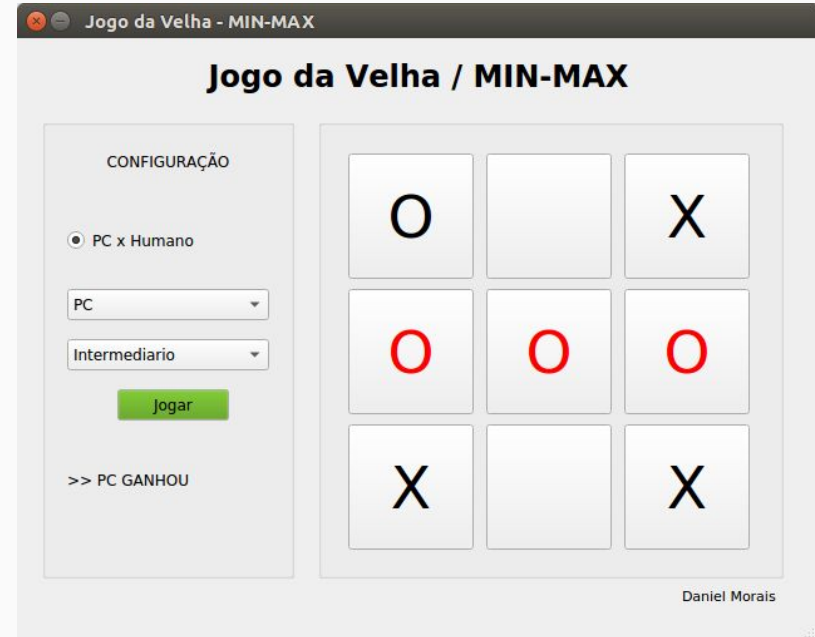 Jogo da Velha - MIN-MAX
Jogo da Velha / MIN-MAX
CONFIGURAÇÃO
PC x Humano
PC
Intermediario
Jogar
>> PC GANHOU
O X
O O O
X X
Daniel Morais